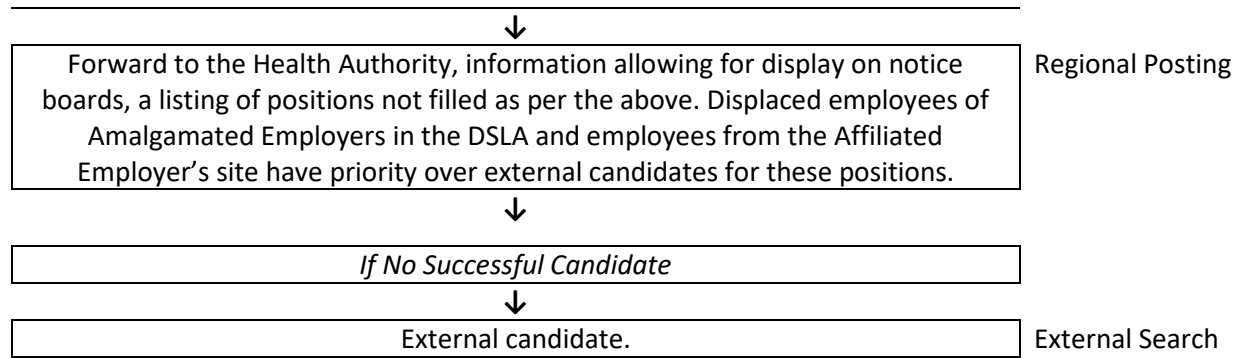 ↓
Forward to the Health Authority, information allowing for display on notice Regional Posting
boards, a listing of positions not filled as per the above. Displaced employees of
Amalgamated Employers in the DSLA and employees from the Affiliated
Employer’s site have priority over external candidates for these positions.
↓
If No Successful Candidate
↓
External candidate. External Search